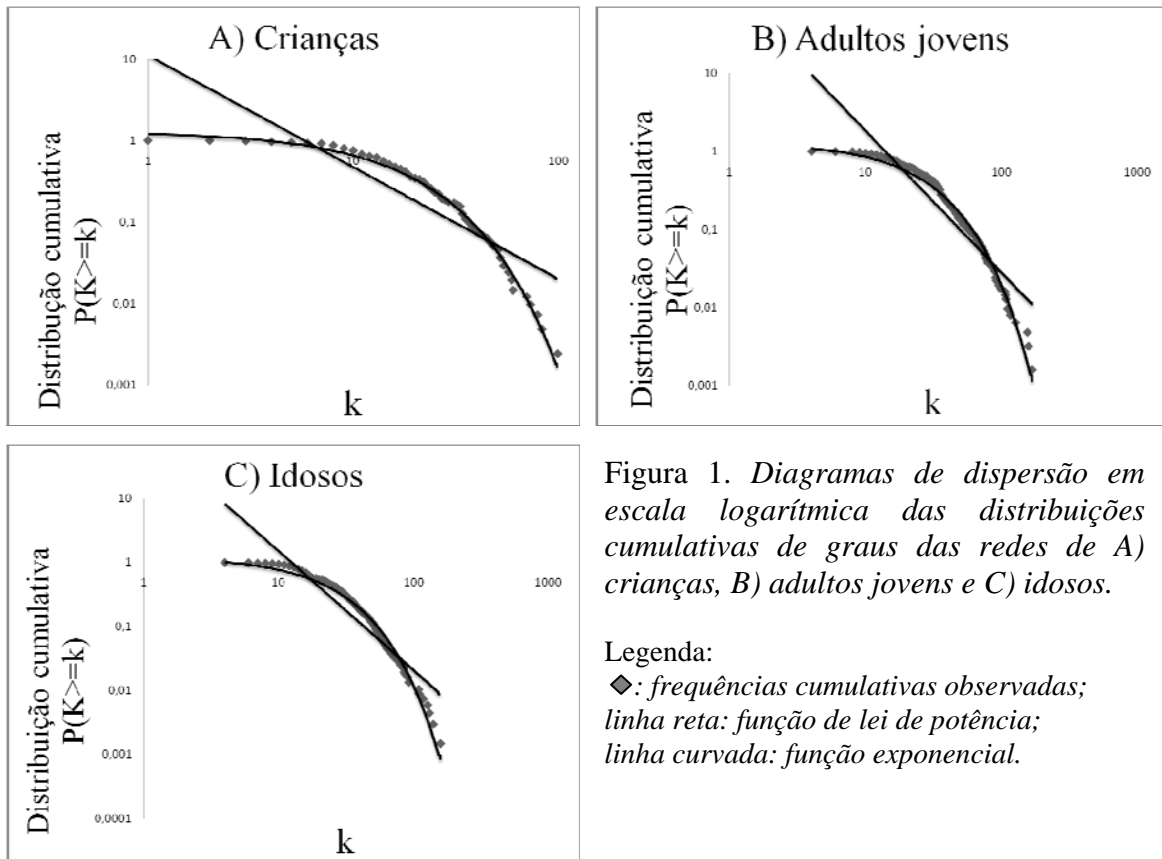 A) Crianças
10
1
0,1
0,01
0,001
1
10
100
Distribução cumulativa
P(K>=k)
k
B) Adultos jovens
10
1
0,1
0,01
0,001
1
10
100
1000
Distribuição cumulativa
P(K>=k)
k
C) Idosos
10
1
0,1
0,01
0,001
0,0001
1
10
100
1000
Distribuição cumulativa
P(K>=k)
k
Figura 1. Diagramas de dispersão em
escala logarítmica das distribuições
cumulativas de graus das redes de A)
crianças, B) adultos jovens e C) idosos.
Legenda:
◆: frequências cumulativas observadas;
linha reta: função de lei de potência;
linha curvada: função exponencial.